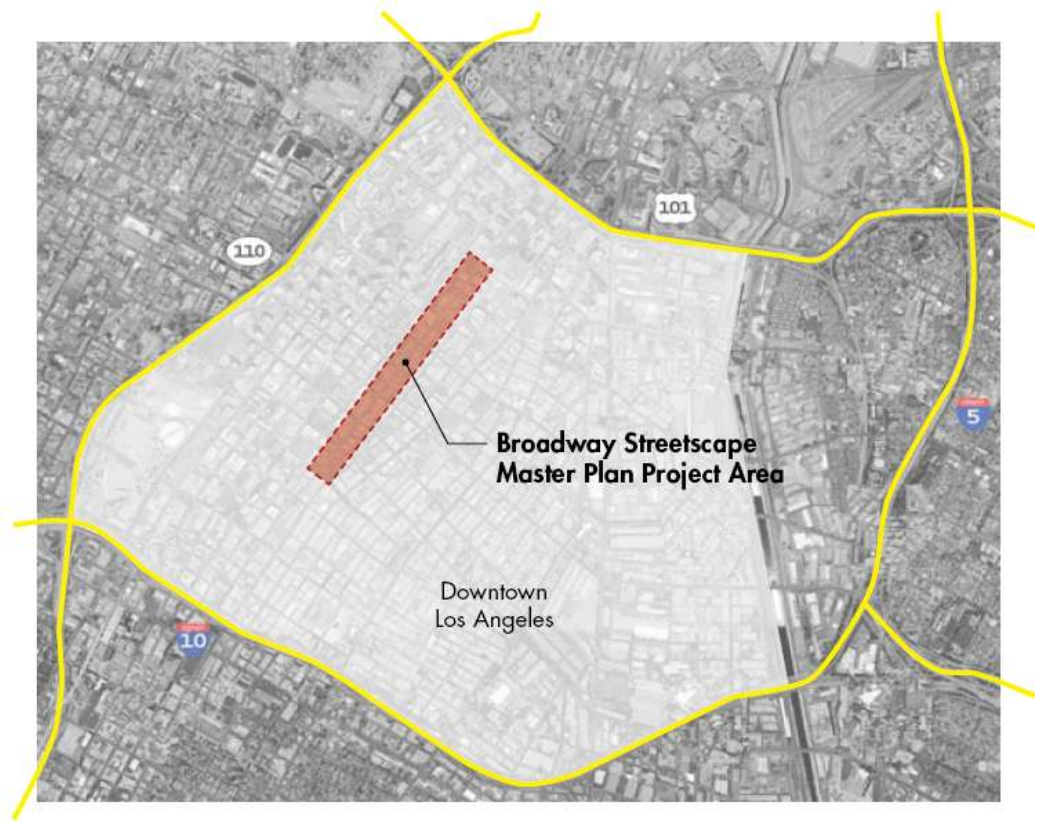 101
110
5
Broadway Streetscape
Master Plan Project Area
Downtown
Los Angeles
10